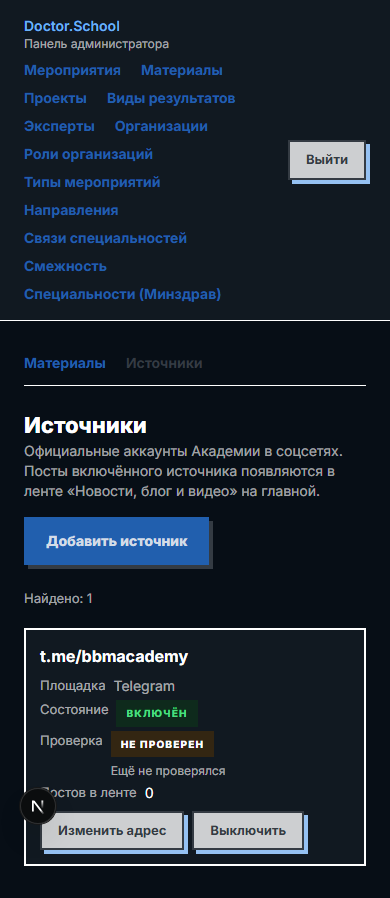 Doctor.School
Панель администратора
Мероприятия Материалы
Проекты Виды результатов
Эксперты Организации
Роли организаций
Выйти
Типы мероприятий
Направления
Связи специальностей
Смежность
Специальности (Минздрав)
Материалы Источники
Источники
Официальные аккаунты Академии в соцсетях.
Посты включённого источника появляются в
ленте «Новости, блог и видео» на главной.
Добавить источник
Найдено: 1
t.me/bbmacademy
Площадка Telegram
Состояние ВКЛЮЧЁН
Проверка НЕ ПРОВЕРЕН
Ещё не проверялся
Постов в ленте 0
N
Изменить адрес Выключить